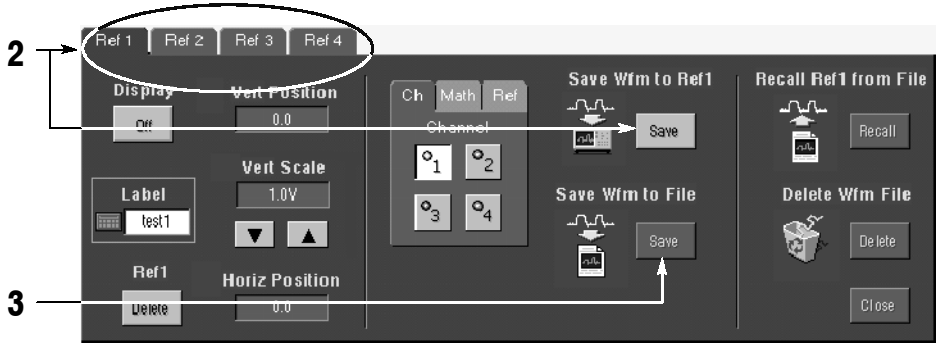 2
Ref 1 Ref 2 Ref 3 Ref 4
Display
Off
Label
test1
Ref1
Delete
Vert Position
0.0
Vert Scale
1.0V
Horiz Position
0.0
Ch Math Ref
Channel
1 2
3 4
Save Wfm to Ref1
Save
Save Wfm to File
Save
Recall Ref1 from File
Recall
Delete Wfm File
Delete
Close
3